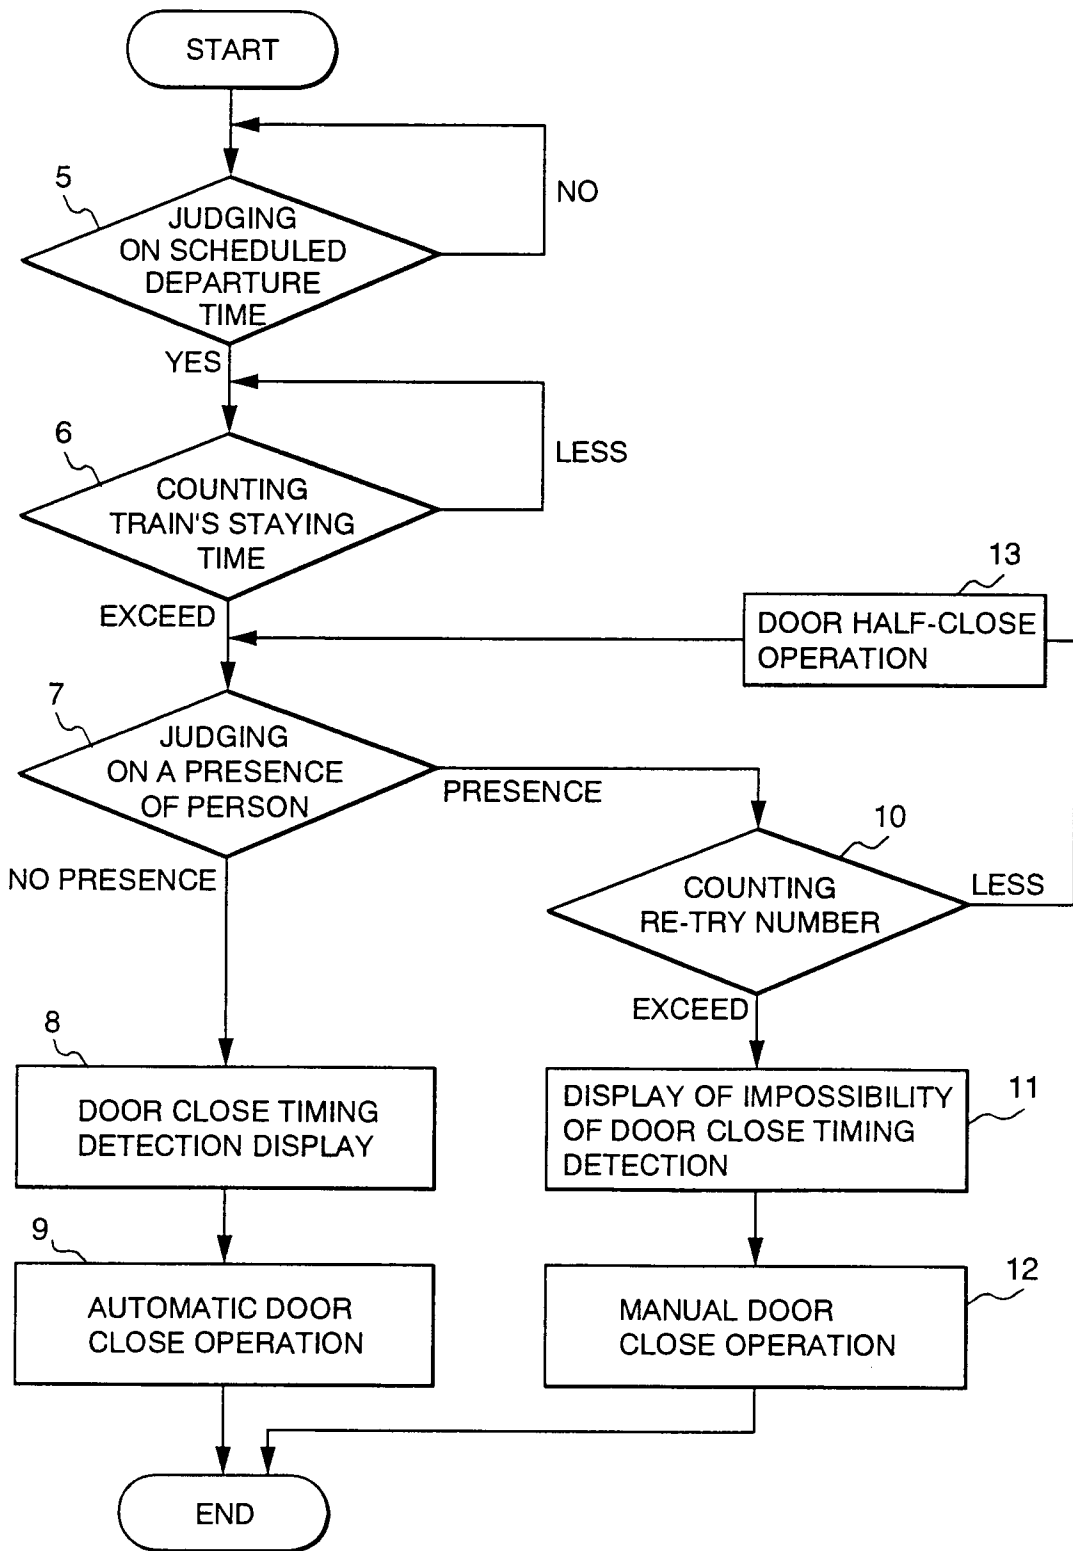 START
5
JUDGING
ON SCHEDULED
DEPARTURE
TIME
NO
YES
6
COUNTING
TRAIN'S STAYING
TIME
LESS
EXCEED
13
DOOR HALF-CLOSE
OPERATION
7
JUDGING
ON A PRESENCE
OF PERSON
PRESENCE
NO PRESENCE
10
COUNTING
RE-TRY NUMBER
LESS
EXCEED
8
DOOR CLOSE TIMING
DETECTION DISPLAY
11
DISPLAY OF IMPOSSIBILITY
OF DOOR CLOSE TIMING
DETECTION
9
AUTOMATIC DOOR
CLOSE OPERATION
12
MANUAL DOOR
CLOSE OPERATION
END